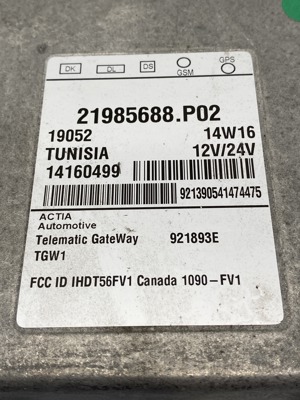 DK DL DS GSM GPS
21985688.P02
19052 14W16
TUNISIA 12V/24V
14160499
921390541474475
ACTIA
Automotive
Telematic GateWay 921893E
TGW1
FCC ID IHDT56FV1 Canada 1090-FV1